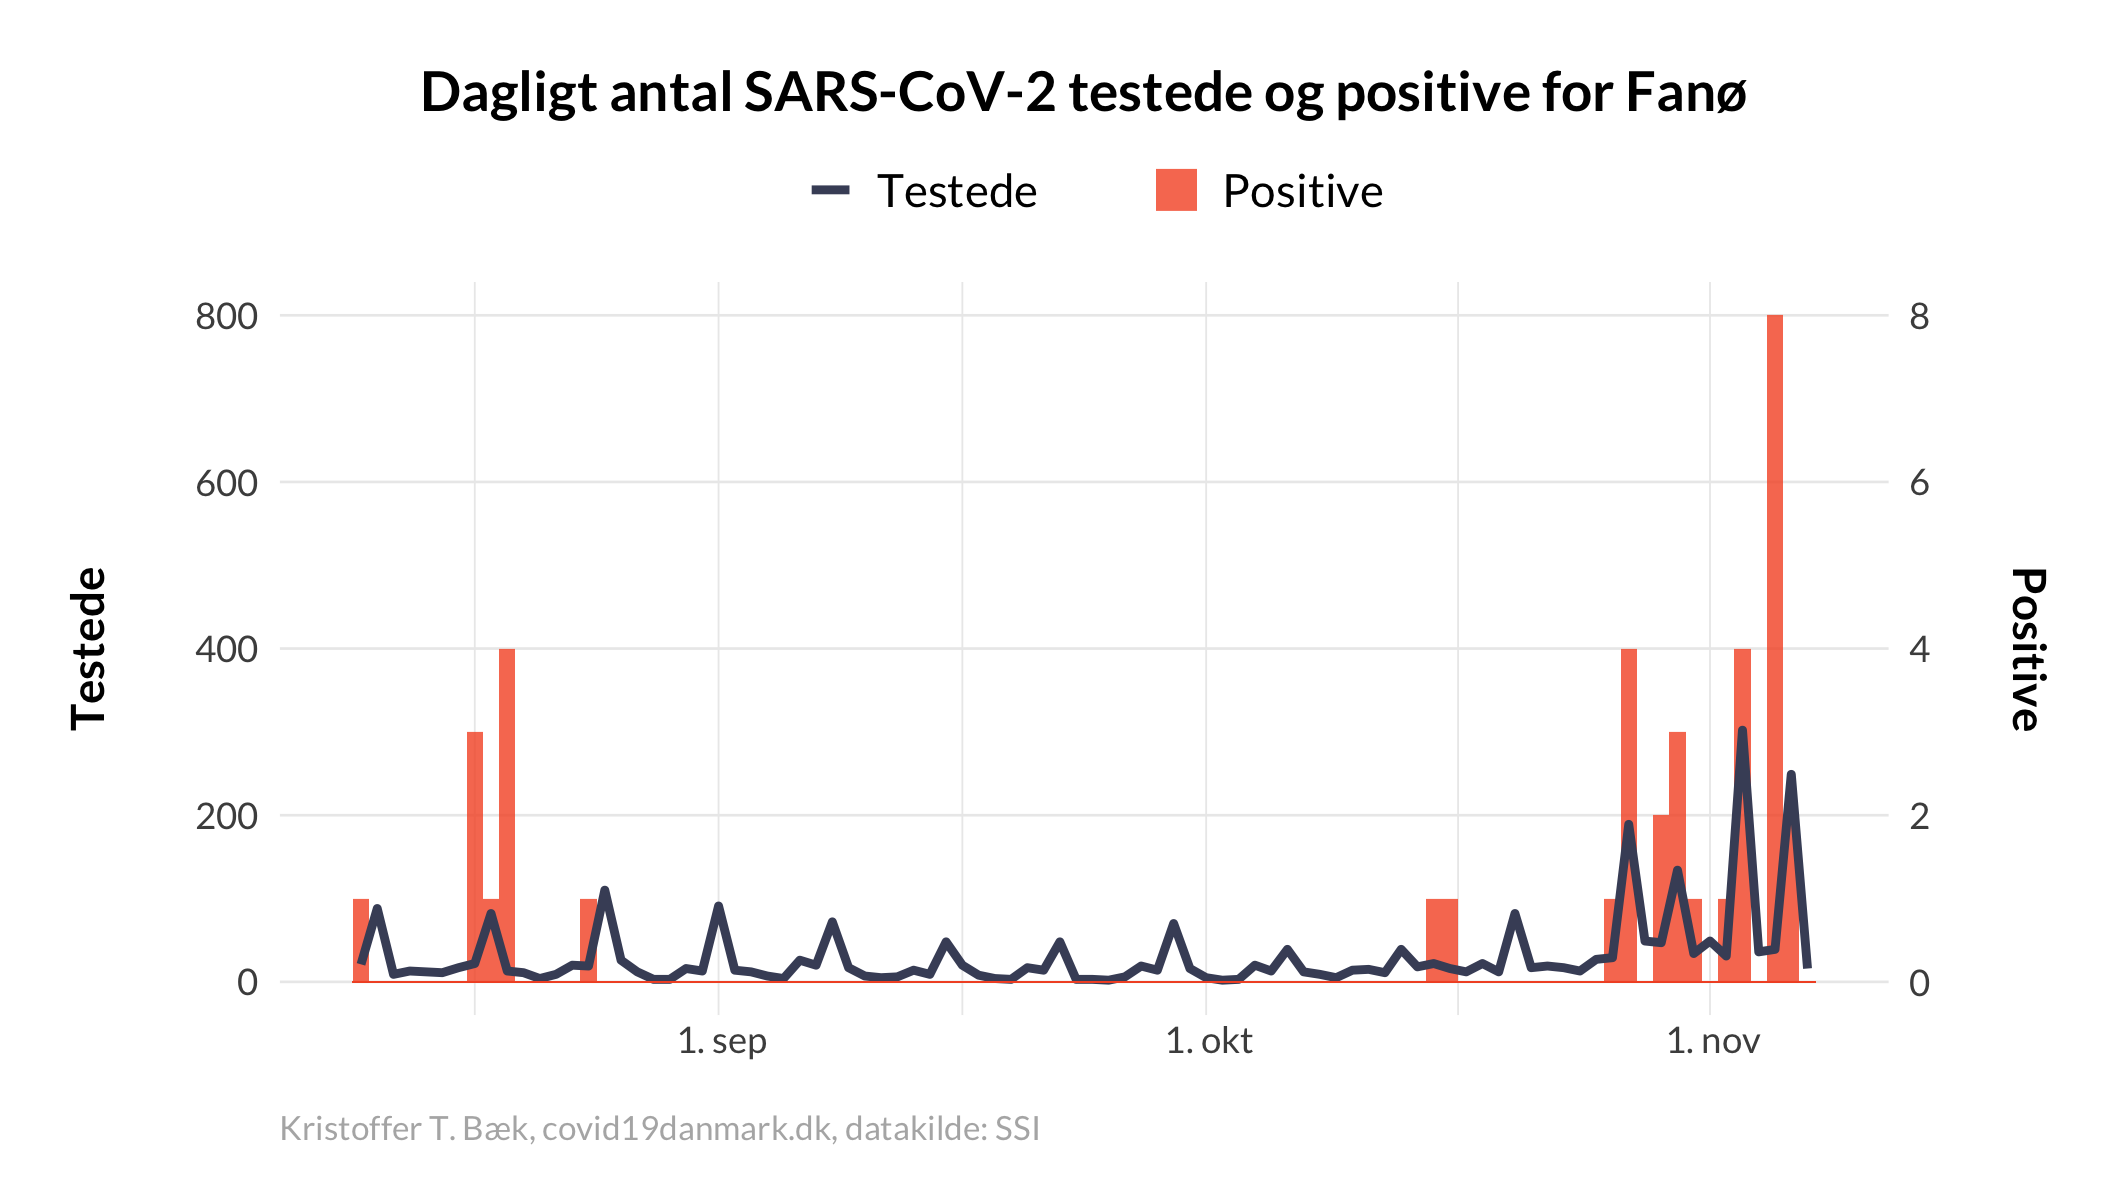 Dagligt antal SARS-CoV-2 testede og positive for Fanø
Testede Positive
800 8
600 6
400 4
200 2
0 0
Testede
Positive
1. sep 1. okt 1. nov
Kristoffer T. Bæk, covid19danmark.dk, datakilde: SSI